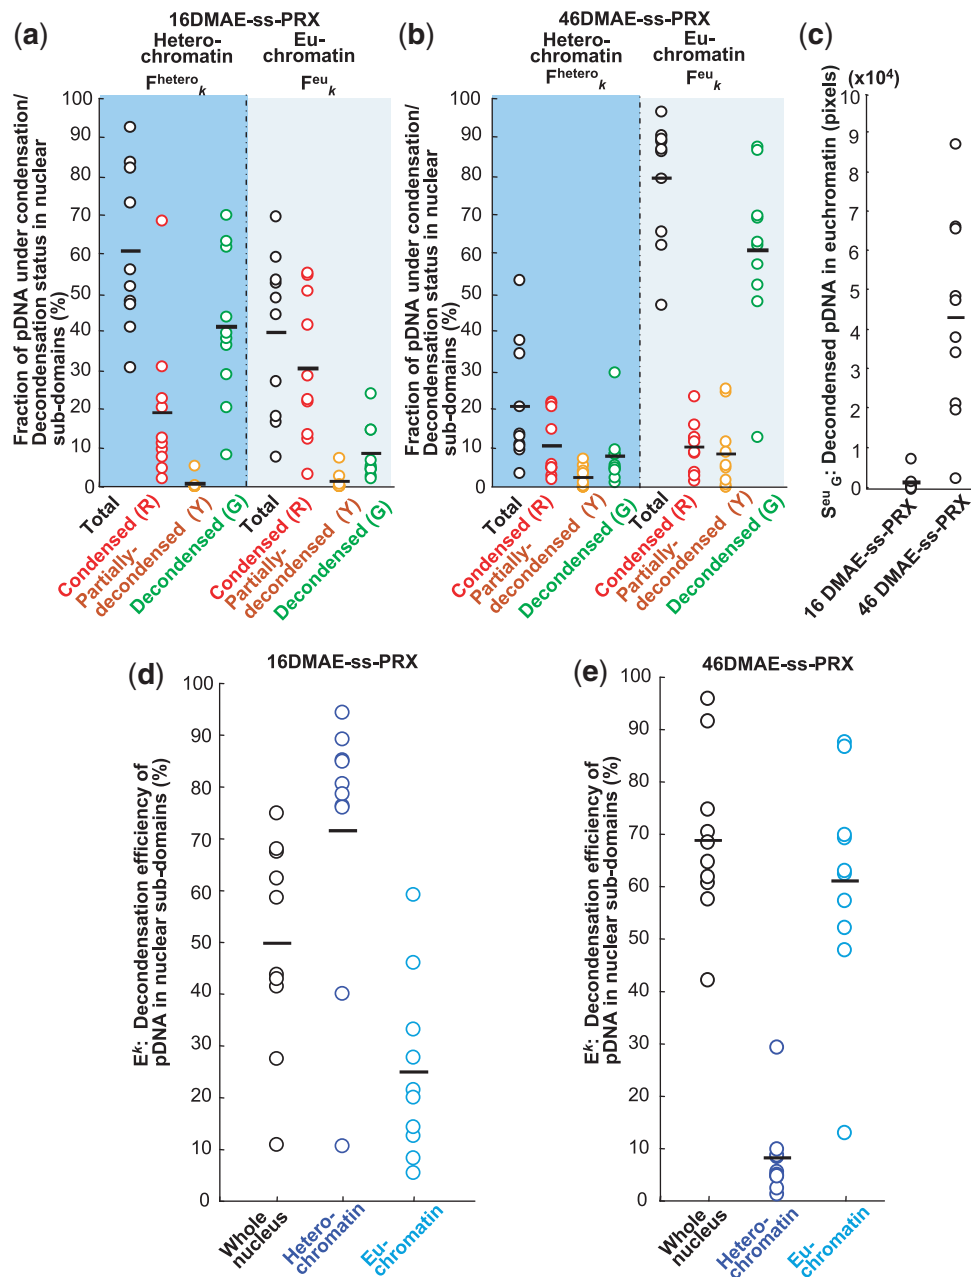 (a)
16DMAE-ss-PRX
Hetero-
chromatin
F^hetero_k
Eu-
chromatin
F^eu_k
Fraction of pDNA under condensation/
Decondensation status in nuclear
sub-domains (%)
100
90
80
70
60
50
40
30
20
10
0
Total
Condensed (R)
Partially-
decondensed (Y)
Decondensed (G)
Total
Condensed (R)
Partially-
decondensed (Y)
Decondensed (G)
(b)
46DMAE-ss-PRX
Hetero-
chromatin
F^hetero_k
Eu-
chromatin
F^eu_k
Fraction of pDNA under condensation/
Decondensation status in nuclear
sub-domains (%)
100
90
80
70
60
50
40
30
20
10
0
Total
Condensed (R)
Partially-
decondensed (Y)
Decondensed (G)
Total
Condensed (R)
Partially-
decondensed (Y)
Decondensed (G)
(c)
(x10⁴)
S^eu_G: Decondensed pDNA in euchromatin (pixels)
10
9
8
7
6
5
4
3
2
1
0
16 DMAE-ss-PRX
46 DMAE-ss-PRX
(d)
16DMAE-ss-PRX
E^k: Decondensation efficiency of
pDNA in nuclear sub-domains (%)
100
90
80
70
60
50
40
30
20
10
0
Whole
nucleus
Hetero-
chromatin
Eu-
chromatin
(e)
46DMAE-ss-PRX
E^k: Decondensation efficiency of
pDNA in nuclear sub-domains (%)
100
90
80
70
60
50
40
30
20
10
0
Whole
nucleus
Hetero-
chromatin
Eu-
chromatin